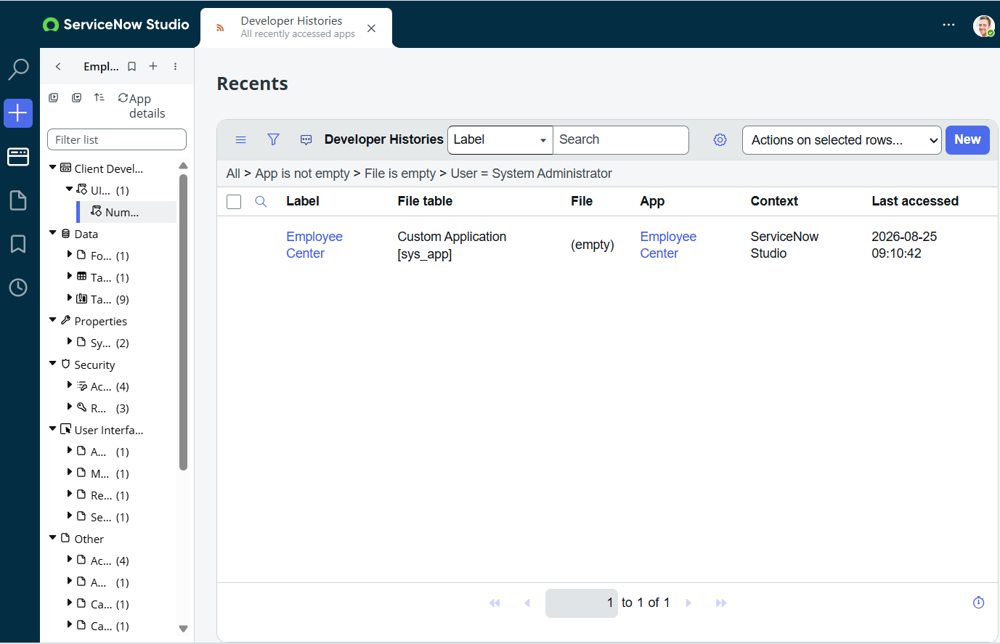 ServiceNow Studio
Developer Histories
All recently accessed apps
Empl...
App details
Filter list
Client Devel...
UI... (1)
Num...
Data
Fo... (1)
Ta... (1)
Ta... (9)
Properties
Sy... (2)
Security
Ac... (4)
R... (3)
User Interfa...
A... (1)
M... (1)
Re... (1)
Se... (1)
Other
Ac... (4)
A... (1)
Ca... (1)
Ca... (1)
Recents
Developer Histories Label Search Actions on selected rows... New
All > App is not empty > File is empty > User = System Administrator
Label File table File App Context Last accessed
Employee Center Custom Application [sys_app] (empty) Employee Center ServiceNow Studio 2026-08-25 09:10:42
1 to 1 of 1